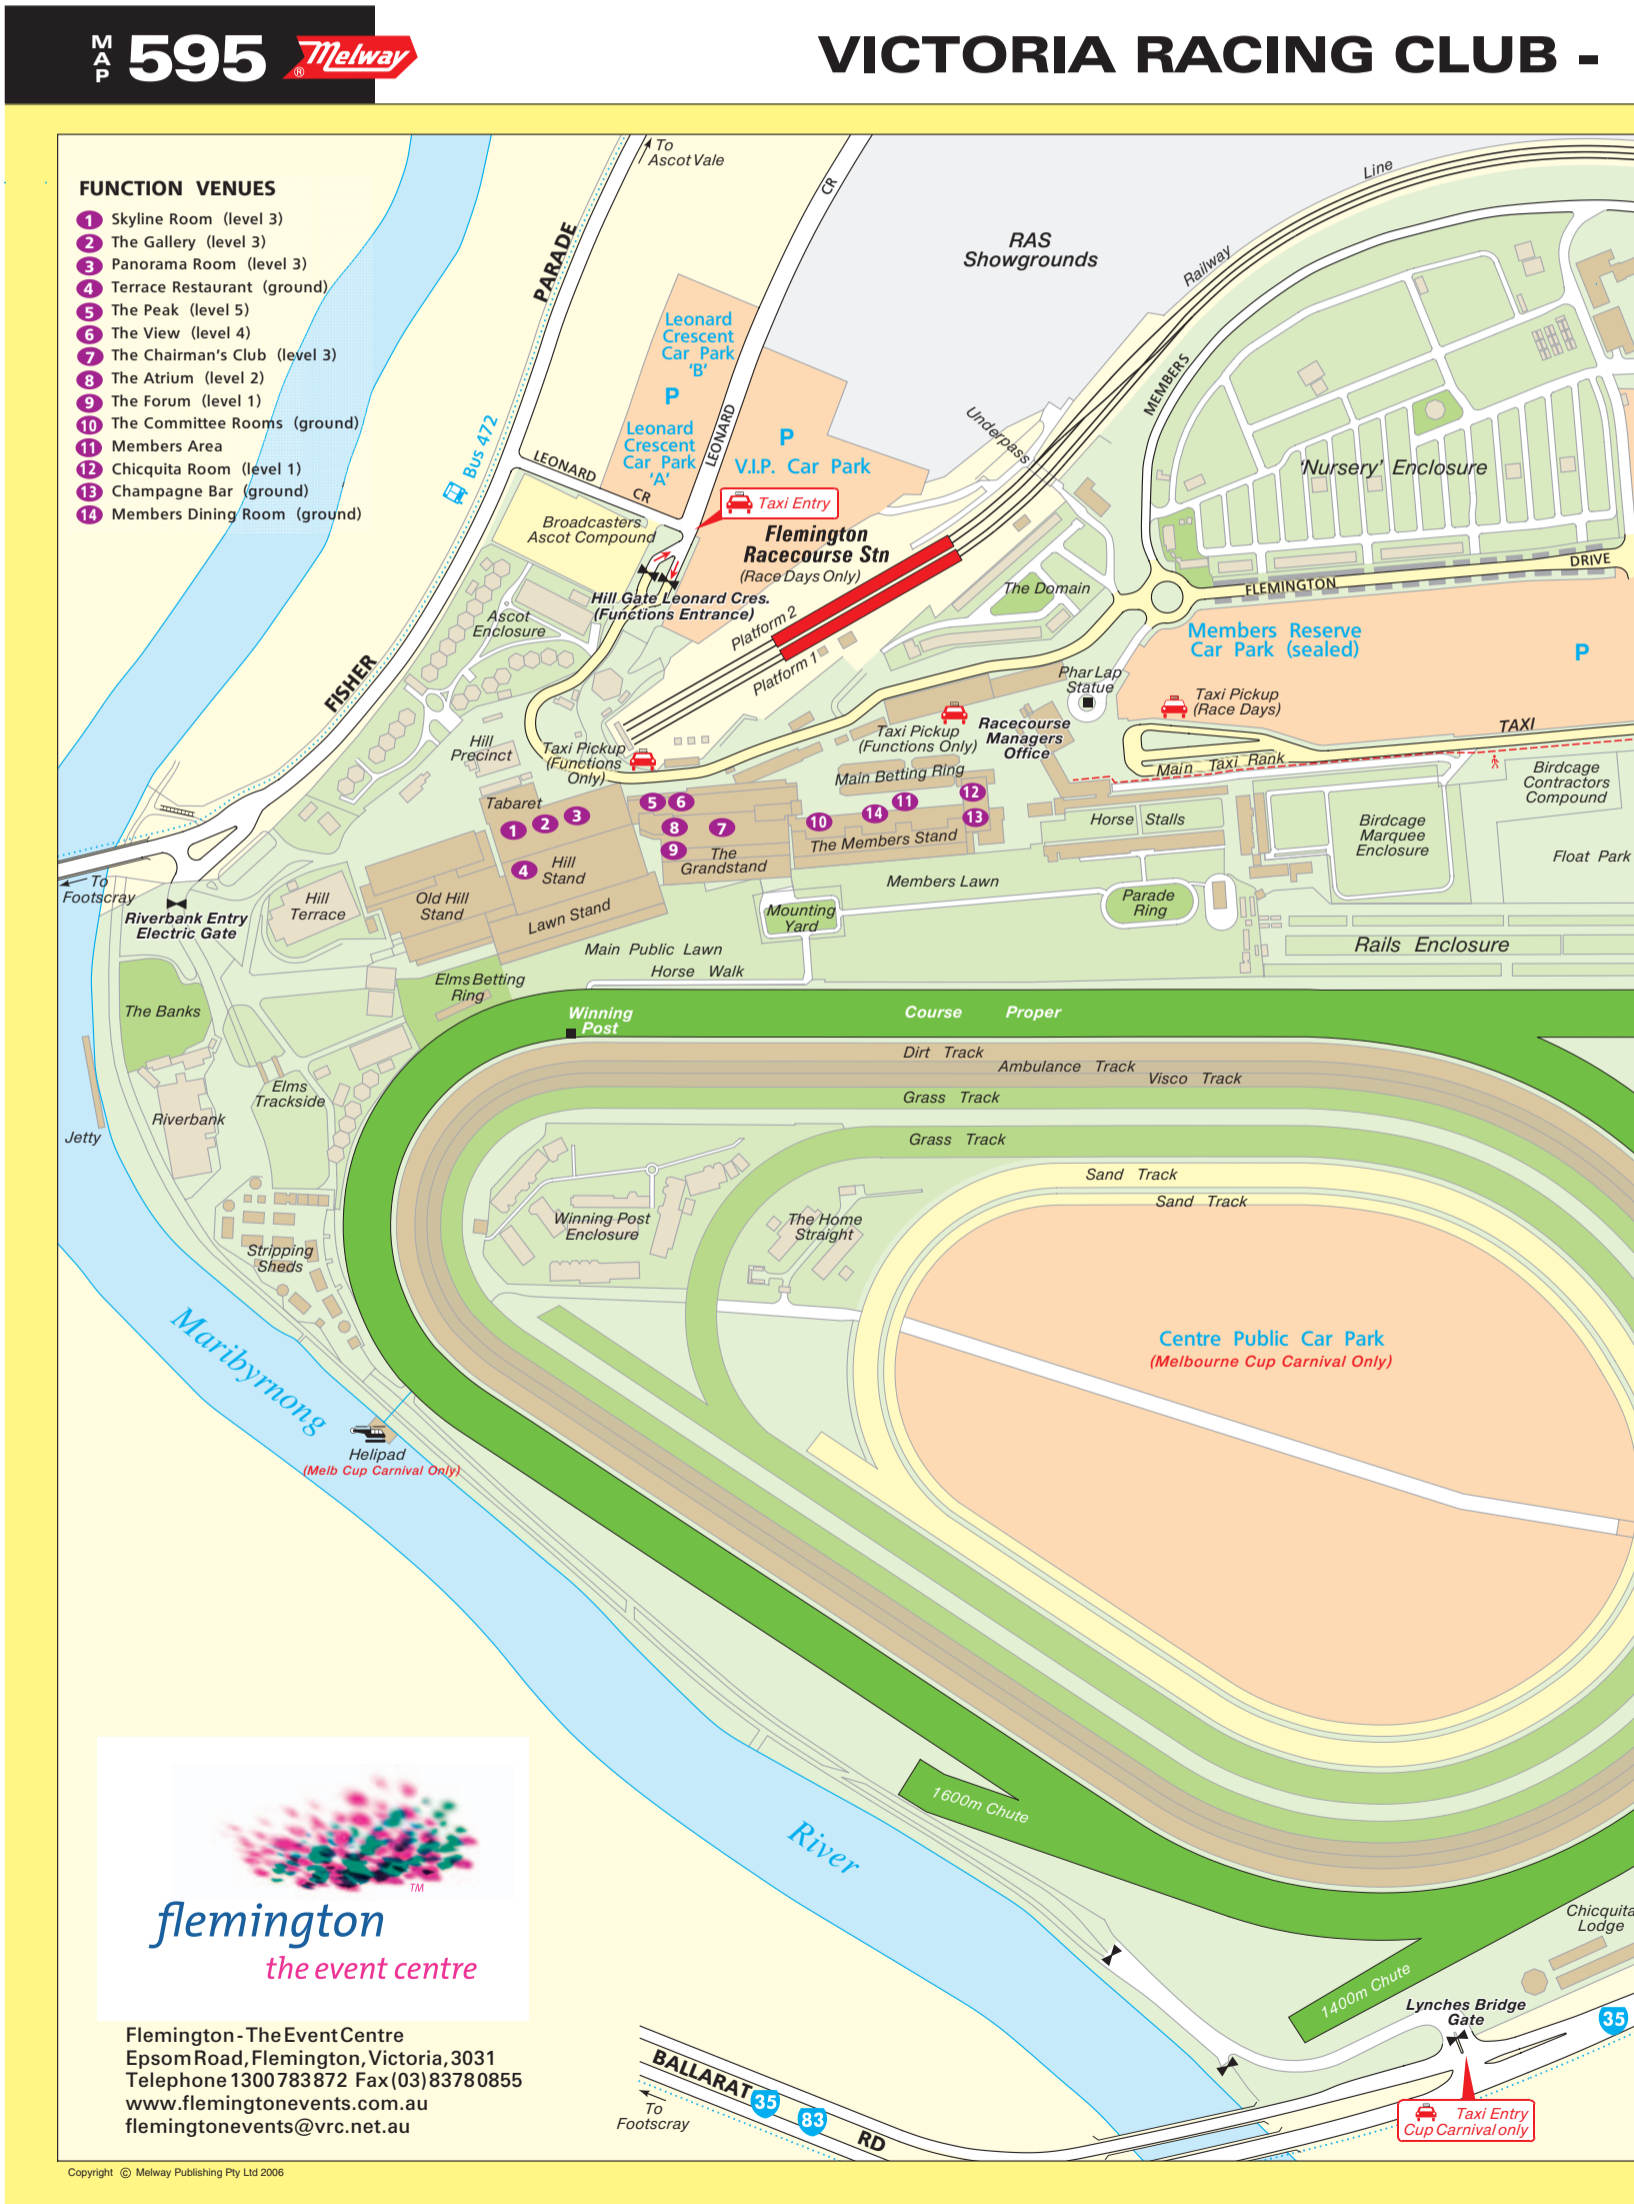 MAP 595 Melway ®
VICTORIA RACING CLUB -
FUNCTION VENUES
1 Skyline Room (level 3)
2 The Gallery (level 3)
3 Panorama Room (level 3)
4 Terrace Restaurant (ground)
5 The Peak (level 5)
6 The View (level 4)
7 The Chairman's Club (level 3)
8 The Atrium (level 2)
9 The Forum (level 1)
10 The Committee Rooms (ground)
11 Members Area
12 Chicquita Room (level 1)
13 Champagne Bar (ground)
14 Members Dining Room (ground)
To
Ascot Vale
PARADE
CR
RAS
Showgrounds
Line
Railway
MEMBERS
Leonard
Crescent
Car Park
'B'
P
Leonard
Crescent
Car Park
'A'
LEONARD
P
V.I.P. Car Park
Underpass
'Nursery' Enclosure
Bus 472
LEONARD
CR
Taxi Entry
Broadcasters
Ascot Compound
Flemington
Racecourse Stn
(Race Days Only)
Hill Gate Leonard Cres.
(Functions Entrance)
Ascot
Enclosure
Platform 2
Platform 1
The Domain
FLEMINGTON
DRIVE
Members Reserve
Car Park (sealed)
P
FISHER
Phar Lap
Statue
Taxi Pickup
(Race Days)
TAXI
Hill
Precinct
Taxi Pickup
(Functions
Only)
Taxi Pickup
(Functions Only)
Racecourse
Managers
Office
Main Taxi Rank
Main Betting Ring
Birdcage
Contractors
Compound
Tabaret
1
2
3
4
5
6
7
8
9
10
11
12
13
14
Hill
Stand
The
Grandstand
The Members Stand
Horse Stalls
Birdcage
Marquee
Enclosure
Float Park
To
Footscray
Riverbank Entry
Electric Gate
Hill
Terrace
Old Hill
Stand
Lawn Stand
Members Lawn
Mounting
Yard
Parade
Ring
Main Public Lawn
Horse Walk
Rails Enclosure
Elms Betting
Ring
The Banks
Winning
Post
Course Proper
Dirt Track
Ambulance Track
Visco Track
Grass Track
Grass Track
Sand Track
Sand Track
Elms
Trackside
Riverbank
Jetty
Winning Post
Enclosure
The Home
Straight
Stripping
Sheds
Maribyrnong
Centre Public Car Park
(Melbourne Cup Carnival Only)
Helipad
(Melb Cup Carnival Only)
1600m Chute
River
Chicquita
Lodge
1400m Chute
Lynches Bridge
Gate
35
TM
flemington
the event centre
Flemington - The Event Centre
Epsom Road, Flemington, Victoria, 3031
Telephone 1300 783 872 Fax (03) 8378 0855
www.flemingtonevents.com.au
flemingtonevents@vrc.net.au
BALLARAT
35
83
RD
To
Footscray
Taxi Entry
Cup Carnival only
Copyright © Melway Publishing Pty Ltd 2006